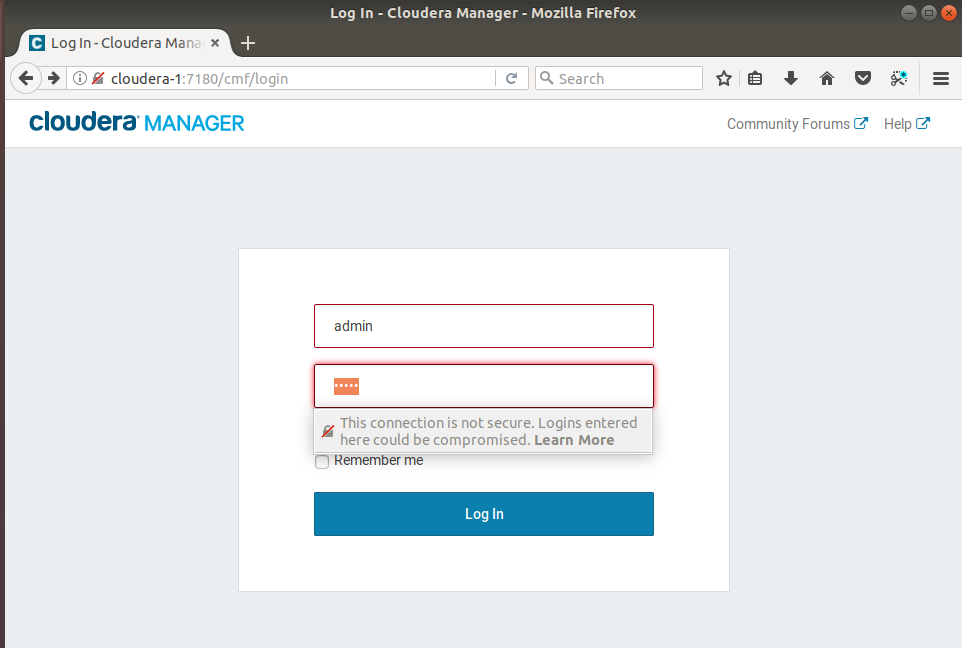 Log In - Cloudera Manager - Mozilla Firefox
Log In - Cloudera Mana
cloudera-1:7180/cmf/login
Search
cloudera MANAGER
Community Forums
Help
admin
•••••
This connection is not secure. Logins entered
here could be compromised. Learn More
Remember me
Log In